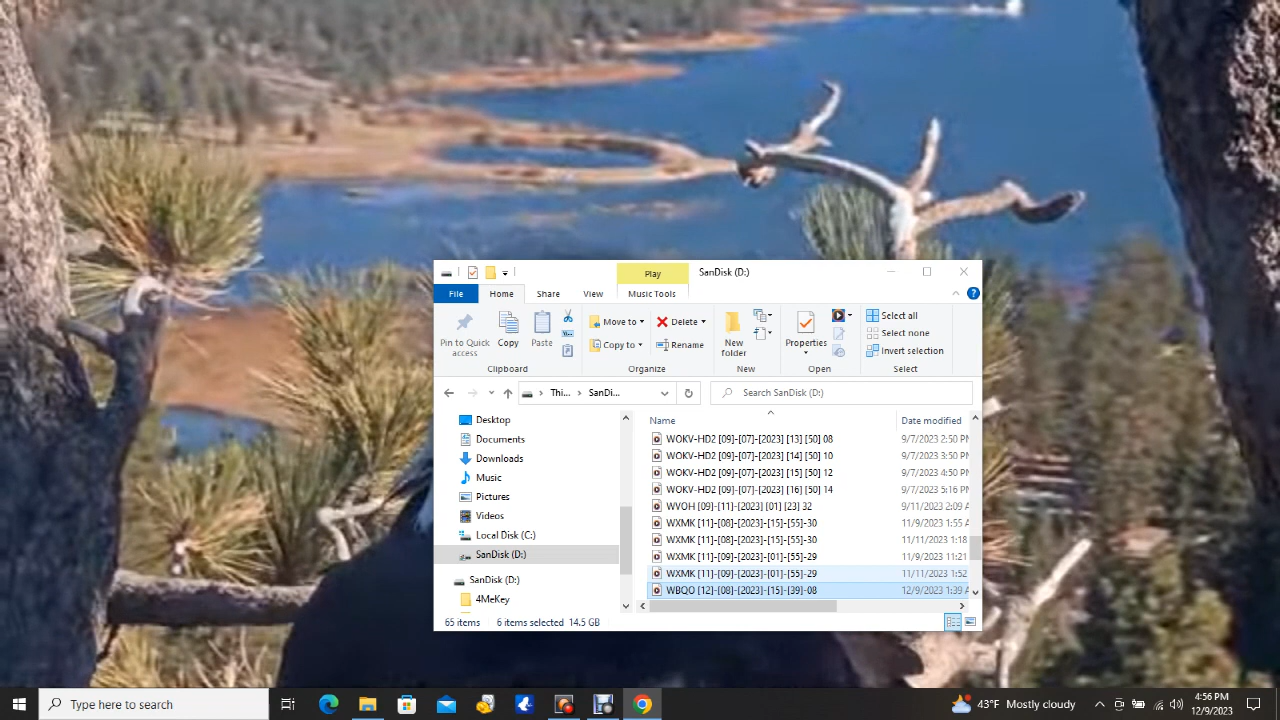 Play
SanDisk (D:)
File
Home
Share
View
Music Tools
Pin to Quick access
Copy
Paste
Move to
Copy to
Delete
Rename
New folder
Properties
Select all
Select none
Invert selection
Clipboard
Organize
New
Open
Select
Thi...
SanDi...
Search SanDisk (D:)
Desktop
Documents
Downloads
Music
Pictures
Videos
Local Disk (C:)
SanDisk (D:)
SanDisk (D:)
4MeKey
Name Date modified
WOKV-HD2 [09]-[07]-[2023] [13] [50] 08 9/7/2023 2:50 PM
WOKV-HD2 [09]-[07]-[2023] [14] [50] 10 9/7/2023 3:50 PM
WOKV-HD2 [09]-[07]-[2023] [15] [50] 12 9/7/2023 4:50 PM
WOKV-HD2 [09]-[07]-[2023] [16] [50] 14 9/7/2023 5:16 PM
WVOH [09]-[11]-[2023] [01] [23] 32 9/11/2023 2:09 A
WXMK [11]-[08]-[2023]-[15]-[55]-30 11/9/2023 1:55 A
WXMK [11]-[08]-[2023]-[15]-[55]-30 11/11/2023 1:18
WXMK [11]-[09]-[2023]-[01]-[55]-29 11/9/2023 11:21
WXMK [11]-[09]-[2023]-[01]-[55]-29 11/11/2023 1:52
WBQO [12]-[08]-[2023]-[15]-[39]-08 12/9/2023 1:39 A
65 items 6 items selected 14.5 GB
Type here to search
43°F Mostly cloudy
4:56 PM
12/9/2023